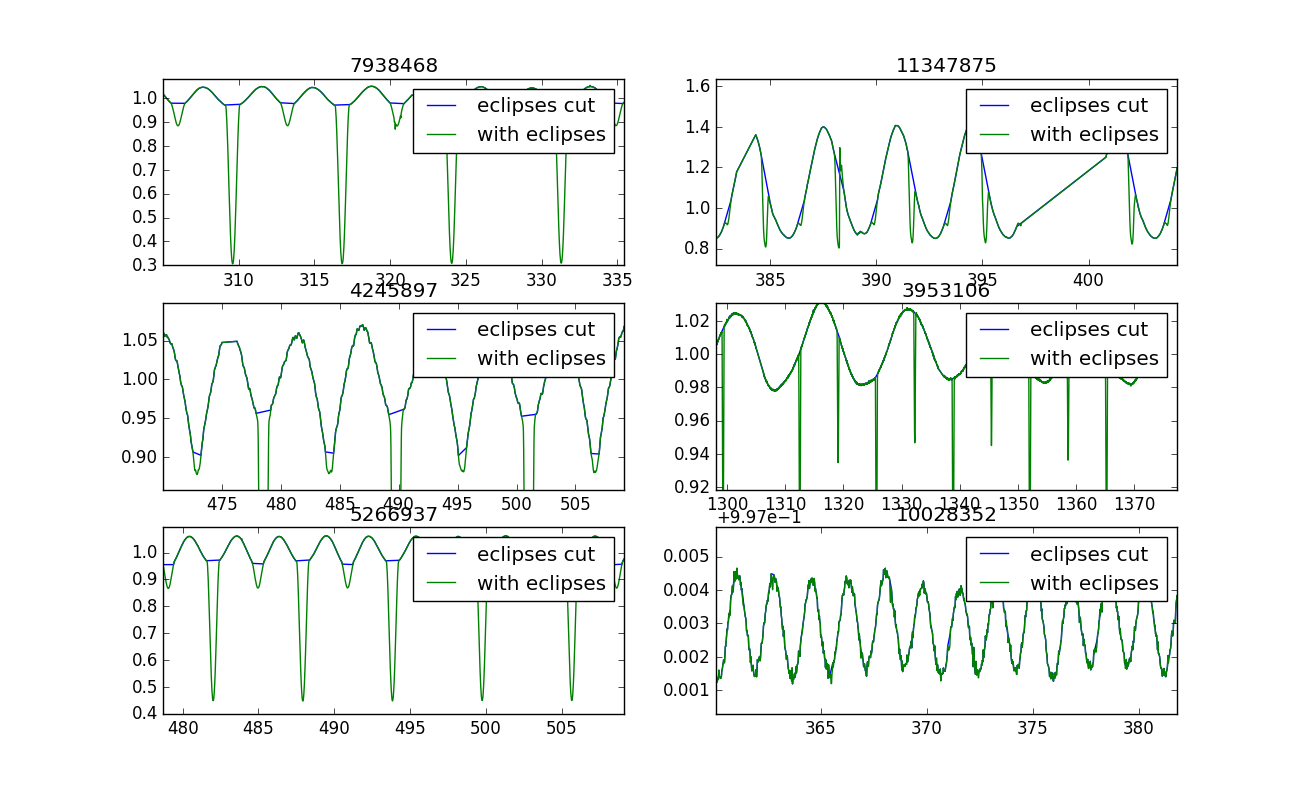 7938468
1.0
0.9
0.8
0.7
0.6
0.5
0.4
0.3
310 315 320 325 330 335
eclipses cut
with eclipses
11347875
1.6
1.4
1.2
1.0
0.8
385 390 395 400
eclipses cut
with eclipses
4245897
1.05
1.00
0.95
0.90
475 480 485 490 495 500 505
eclipses cut
with eclipses
3953106
1.02
1.00
0.98
0.96
0.94
0.92
1300 1310 1320 1330 1340 1350 1360 1370
eclipses cut
with eclipses
5266937
1.0
0.9
0.8
0.7
0.6
0.5
0.4
480 485 490 495 500 505
eclipses cut
with eclipses
+9.97e−1
10028352
0.005
0.004
0.003
0.002
0.001
365 370 375 380
eclipses cut
with eclipses